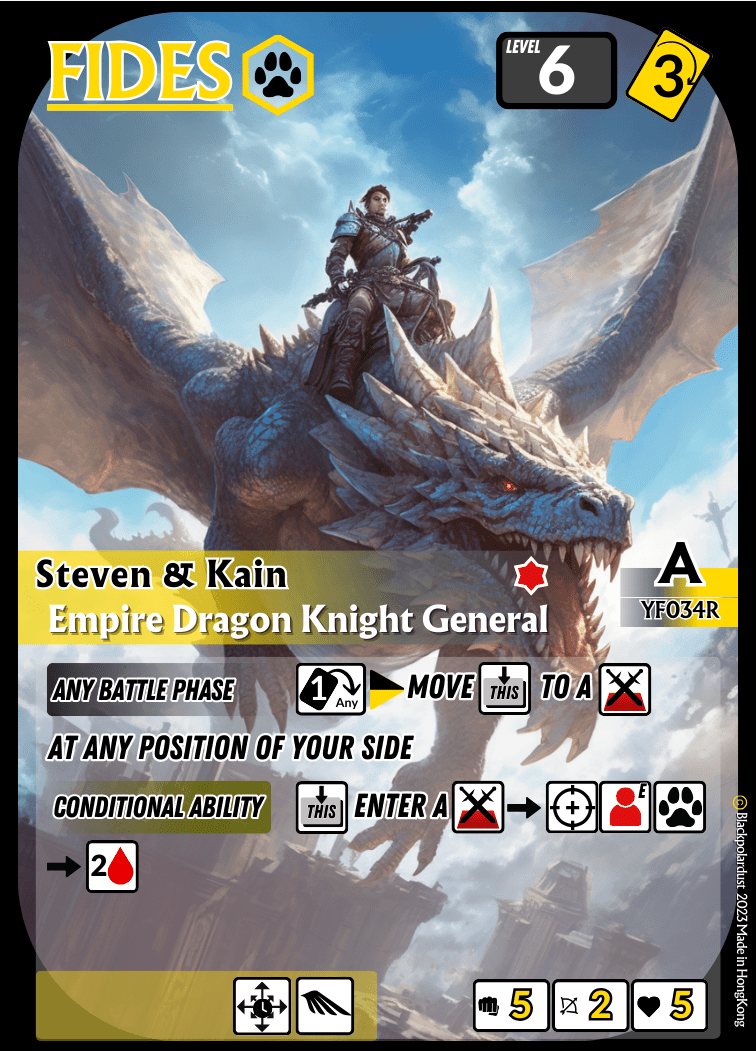 FIDES
LEVEL 6
3
Steven & Kain
Empire Dragon Knight General
A
YF034R
ANY BATTLE PHASE 1 Any MOVE THIS TO A
AT ANY POSITION OF YOUR SIDE
CONDITIONAL ABILITY THIS ENTER A E
2
5 2 5
© Blackpolardust 2023 Made in HongKong